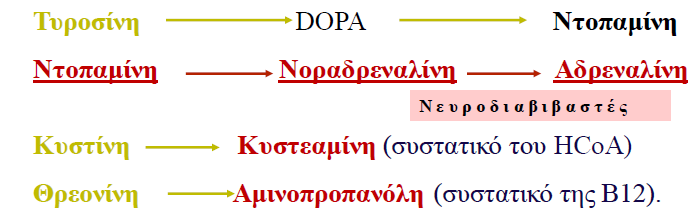 Τυροσίνη DOPA Ντοπαμίνη
Ντοπαμίνη Νοραδρεναλίνη Αδρεναλίνη
Νευροδιαβιβαστές
Κυστίνη Κυστεαμίνη (συστατικό του HCoA)
Θρεονίνη Αμινοπροπανόλη (συστατικό της Β12).